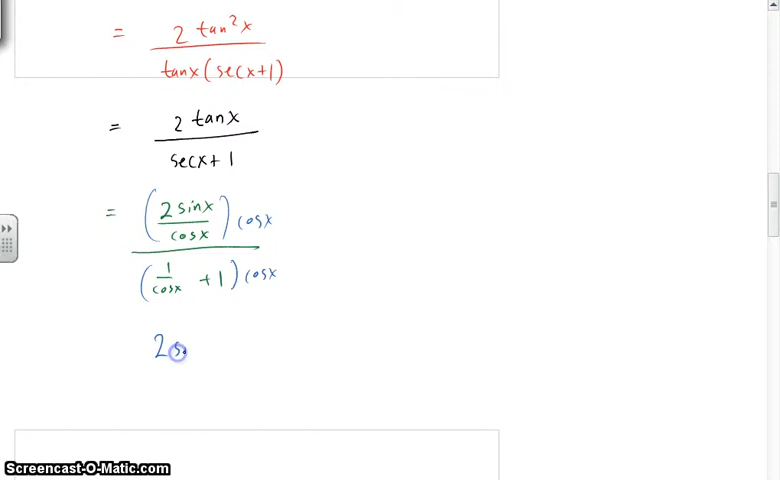 = 2 tan²x
tanx(secx+1)
= 2 tanx
secx+1
= (2 sinx / cosx) cosx
(1/cosx + 1) cosx
2 s
Screencast-O-Matic.com